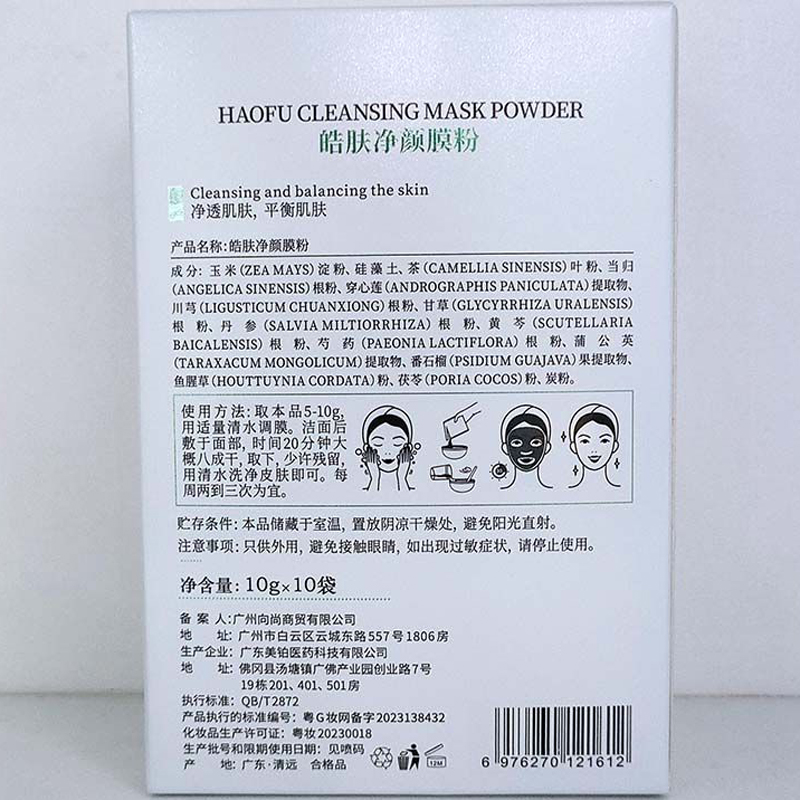 HAOFU CLEANSING MASK POWDER
皓肤净颜膜粉
Cleansing and balancing the skin
净透肌肤, 平衡肌肤
产品名称:皓肤净颜膜粉
成分: 玉米(ZEA MAYS)淀粉、硅藻土、茶(CAMELLIA SINENSIS)叶粉、当归
(ANGELICA SINENSIS)根粉、穿心莲(ANDROGRAPHIS PANICULATA)提取物、
川芎(LIGUSTICUM CHUANXIONG)根粉、甘草(GLYCYRRHIZA URALENSIS)
根粉、丹参(SALVIA MILTIORRHIZA)根粉、黄芩(SCUTELLARIA
BAICALENSIS)根粉、芍药(PAEONIA LACTIFLORA)根粉、蒲公英
(TARAXACUM MONGOLICUM)提取物、番石榴(PSIDIUM GUAJAVA)果提取物、
鱼腥草(HOUTTUYNIA CORDATA)粉、茯苓(PORIA COCOS)粉、炭粉。
使用方法: 取本品5-10g,
用适量清水调膜。洁面后
敷于面部, 时间20分钟大
概八成干, 取下, 少许残留,
用清水洗净皮肤即可。每
周两到三次为宜。
贮存条件: 本品储藏于室温, 置放阴凉干燥处, 避免阳光直射。
注意事项: 只供外用, 避免接触眼睛, 如出现过敏症状, 请停止使用。
净含量: 10g×10袋
备案人:广州向尚商贸有限公司
地址: 广州市白云区云城东路557号1806房
生产企业: 广东美铂医药科技有限公司
地址: 佛冈县汤塘镇广佛产业园创业路7号
19栋201、401、501房
执行标准: QB/T2872
产品执行的标准编号: 粤G妆网备字2023138432
化妆品生产许可证: 粤妆20230018
生产批号和限期使用日期: 见喷码
产地: 广东·清远 合格品
12M
6 976270 121612